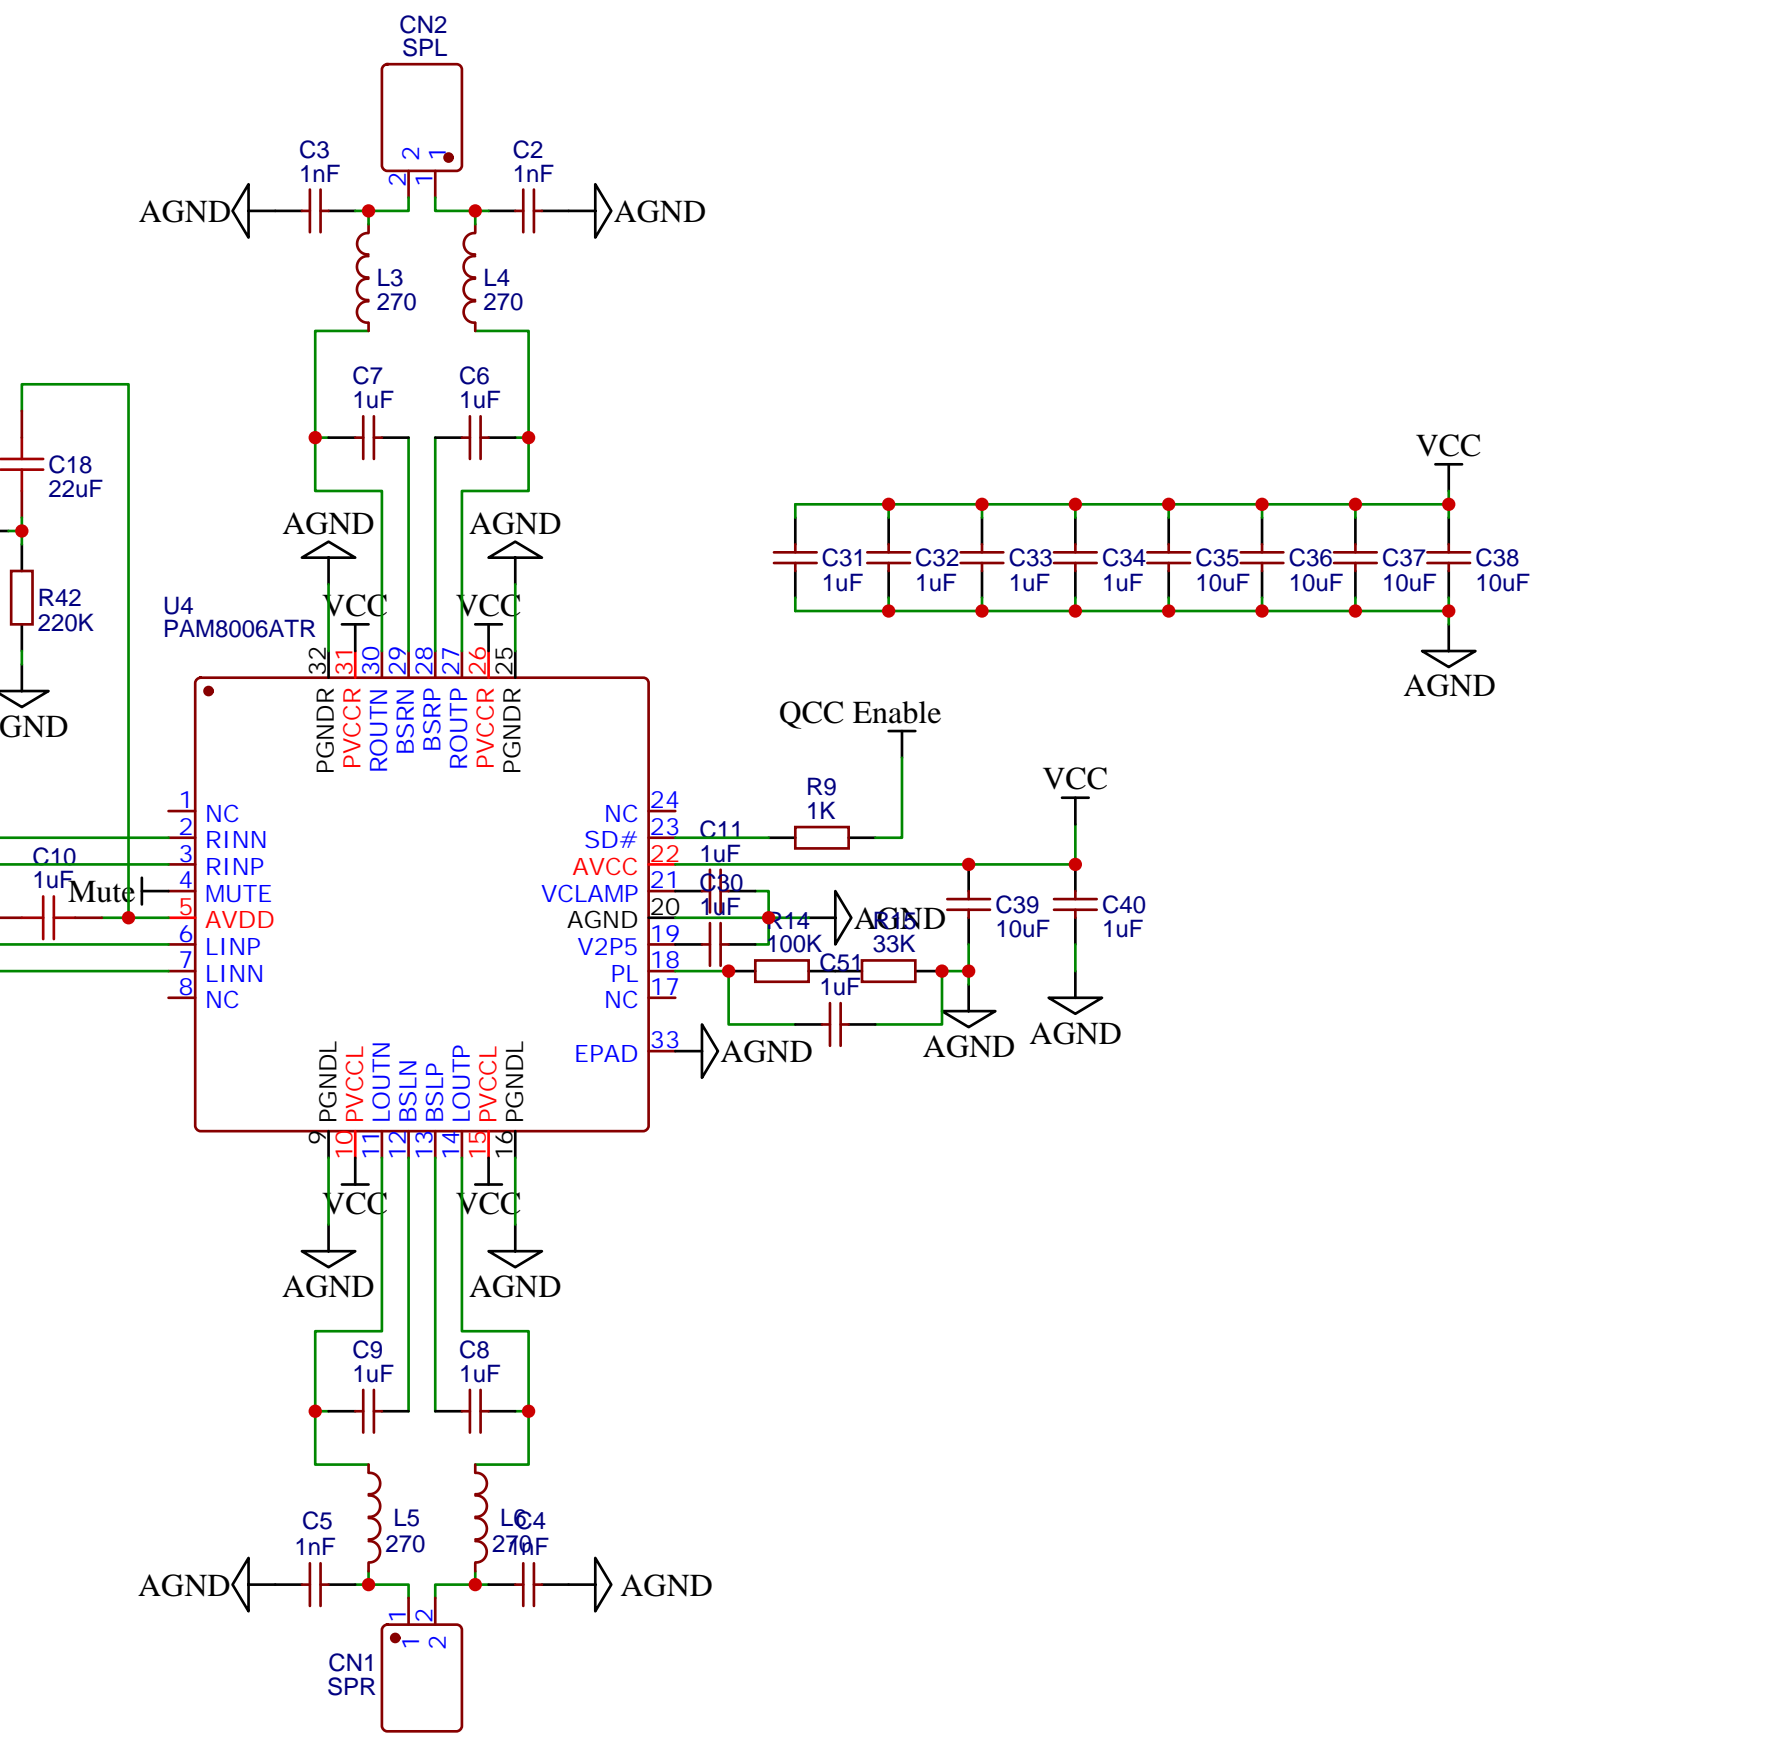 CN2
SPL
2
1
2
1
C3
1nF
C2
1nF
AGND
AGND
L3
270
L4
270
C7
1uF
C6
1uF
C18
22uF
VCC
AGND
AGND
C31
1uF
C32
1uF
C33
1uF
C34
1uF
C35
10uF
C36
10uF
C37
10uF
C38
10uF
AGND
R42
220K
GND
U4
PAM8006ATR
VCC
VCC
32
31
30
29
28
27
26
25
PGNDR
PVCCR
ROUTN
BSRN
BSRP
ROUTP
PVCCR
PGNDR
QCC Enable
R9
1K
VCC
1
NC
2
RINN
3
RINP
4
MUTE
5
AVDD
6
LINP
7
LINN
8
NC
C10
1uF
Mute
24
NC
23
SD#
22
AVCC
21
VCLAMP
20
AGND
19
V2P5
18
PL
17
NC
33
EPAD
C11
1uF
C30
1uF
AGND
R14
100K
R15
33K
C51
1uF
C39
10uF
C40
1uF
AGND
AGND
AGND
PGNDL
PVCCL
LOUTN
BSLN
BSLP
LOUTP
PVCCL
PGNDL
9
10
11
12
13
14
15
16
VCC
VCC
AGND
AGND
C9
1uF
C8
1uF
C5
1nF
L5
270
L6
270
C4
1nF
AGND
AGND
1
2
1
2
CN1
SPR